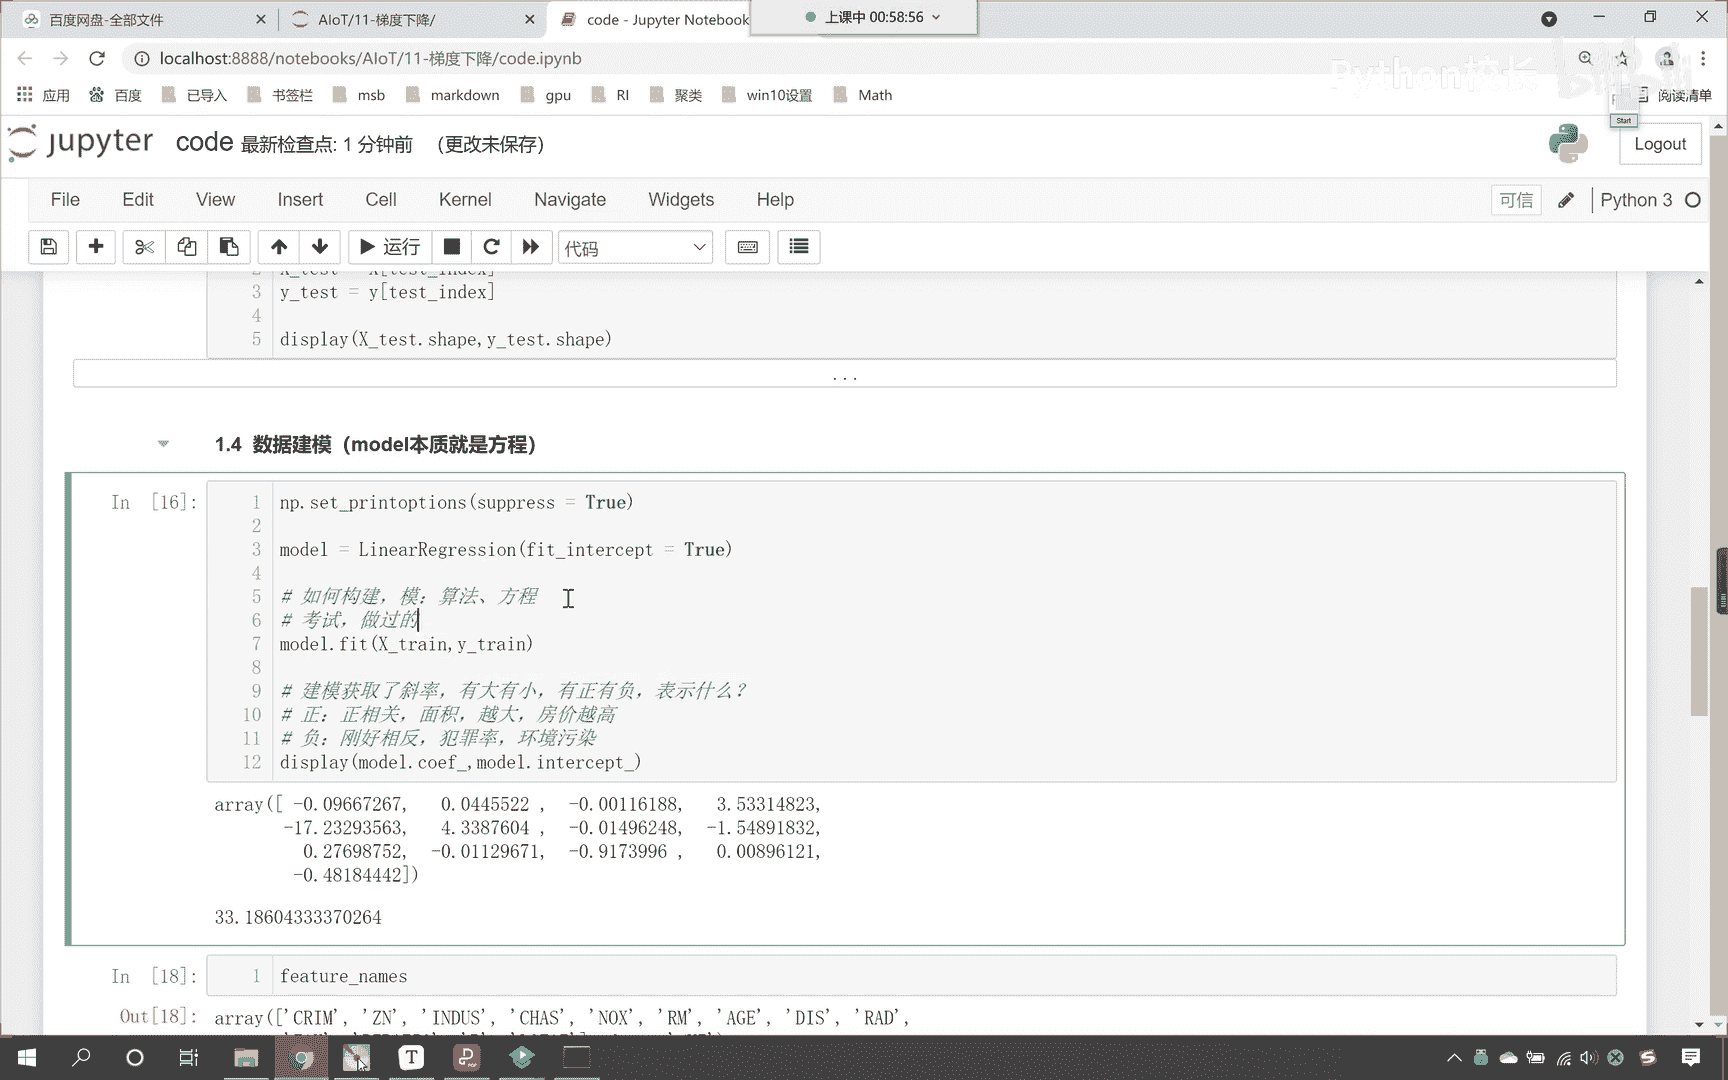 百度网盘-全部文件
AIoT/11-梯度下降/
code - Jupyter Notebook
上课中 00:58:56
localhost:8888/notebooks/AIoT/11-梯度下降/code.ipynb
Python校长
bilibili
应用 百度 已导入 书签栏 msb markdown gpu RI 聚类 win10设置 Math 阅读清单
Start
jupyter code 最新检查点: 1 分钟前 (更改未保存)
Logout
File Edit View Insert Cell Kernel Navigate Widgets Help
可信 Python 3
运行 代码
3 y_test = y[test_index]
4
5 display(X_test.shape,y_test.shape)
...
1.4 数据建模（model本质就是方程）
In [16]:
1 np.set_printoptions(suppress = True)
2
3 model = LinearRegression(fit_intercept = True)
4
5 # 如何构建，模：算法、方程
6 # 考试，做过的
7 model.fit(X_train,y_train)
8
9 # 建模获取了斜率，有大有小，有正有负，表示什么？
10 # 正：正相关，面积，越大，房价越高
11 # 负：刚好相反，犯罪率，环境污染
12 display(model.coef_,model.intercept_)
array([ -0.09667267, 0.0445522 , -0.00116188, 3.53314823,
-17.23293563, 4.3387604 , -0.01496248, -1.54891832,
0.27698752, -0.01129671, -0.9173996 , 0.00896121,
-0.48184442])
33.18604333370264
In [18]: 1 feature_names
Out[18]: array(['CRIM', 'ZN', 'INDUS', 'CHAS', 'NOX', 'RM', 'AGE', 'DIS', 'RAD',